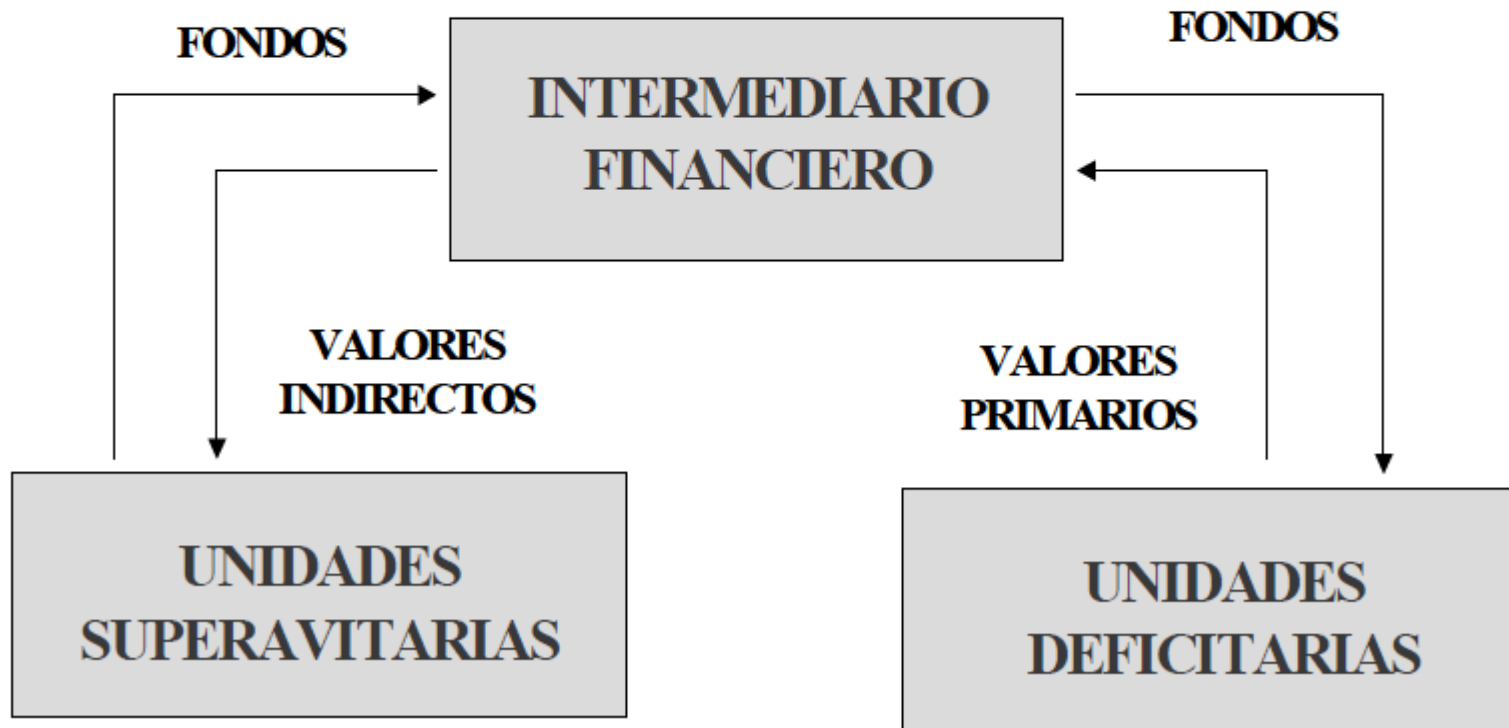 FONDOS
FONDOS
INTERMEDIARIO
FINANCIERO
VALORES
INDIRECTOS
VALORES
PRIMARIOS
UNIDADES
SUPERAVITARIAS
UNIDADES
DEFICITARIAS